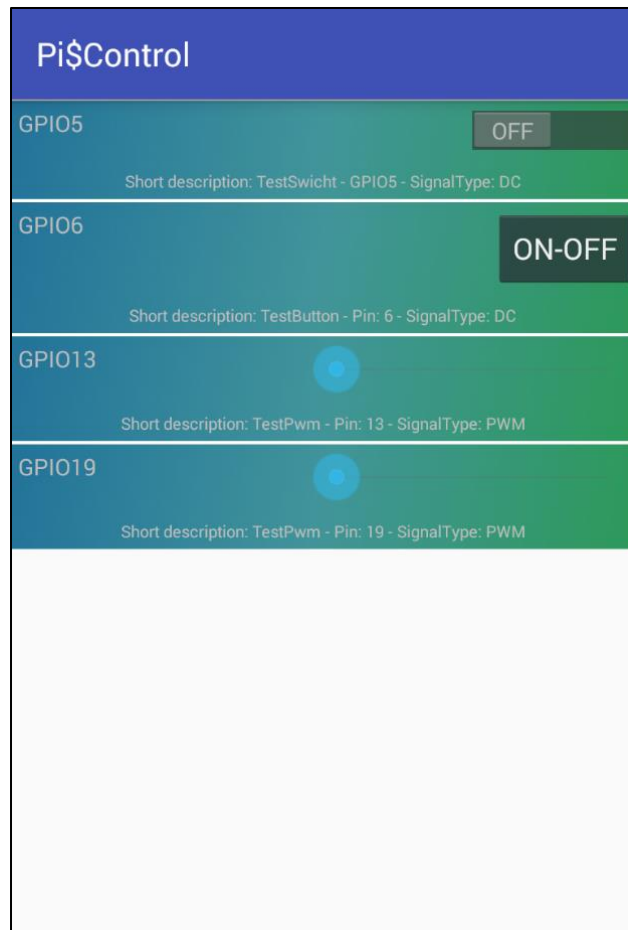 Pi$Control
GPIO5
OFF
Short description: TestSwicht - GPIO5 - SignalType: DC
GPIO6
ON-OFF
Short description: TestButton - Pin: 6 - SignalType: DC
GPIO13
Short description: TestPwm - Pin: 13 - SignalType: PWM
GPIO19
Short description: TestPwm - Pin: 19 - SignalType: PWM